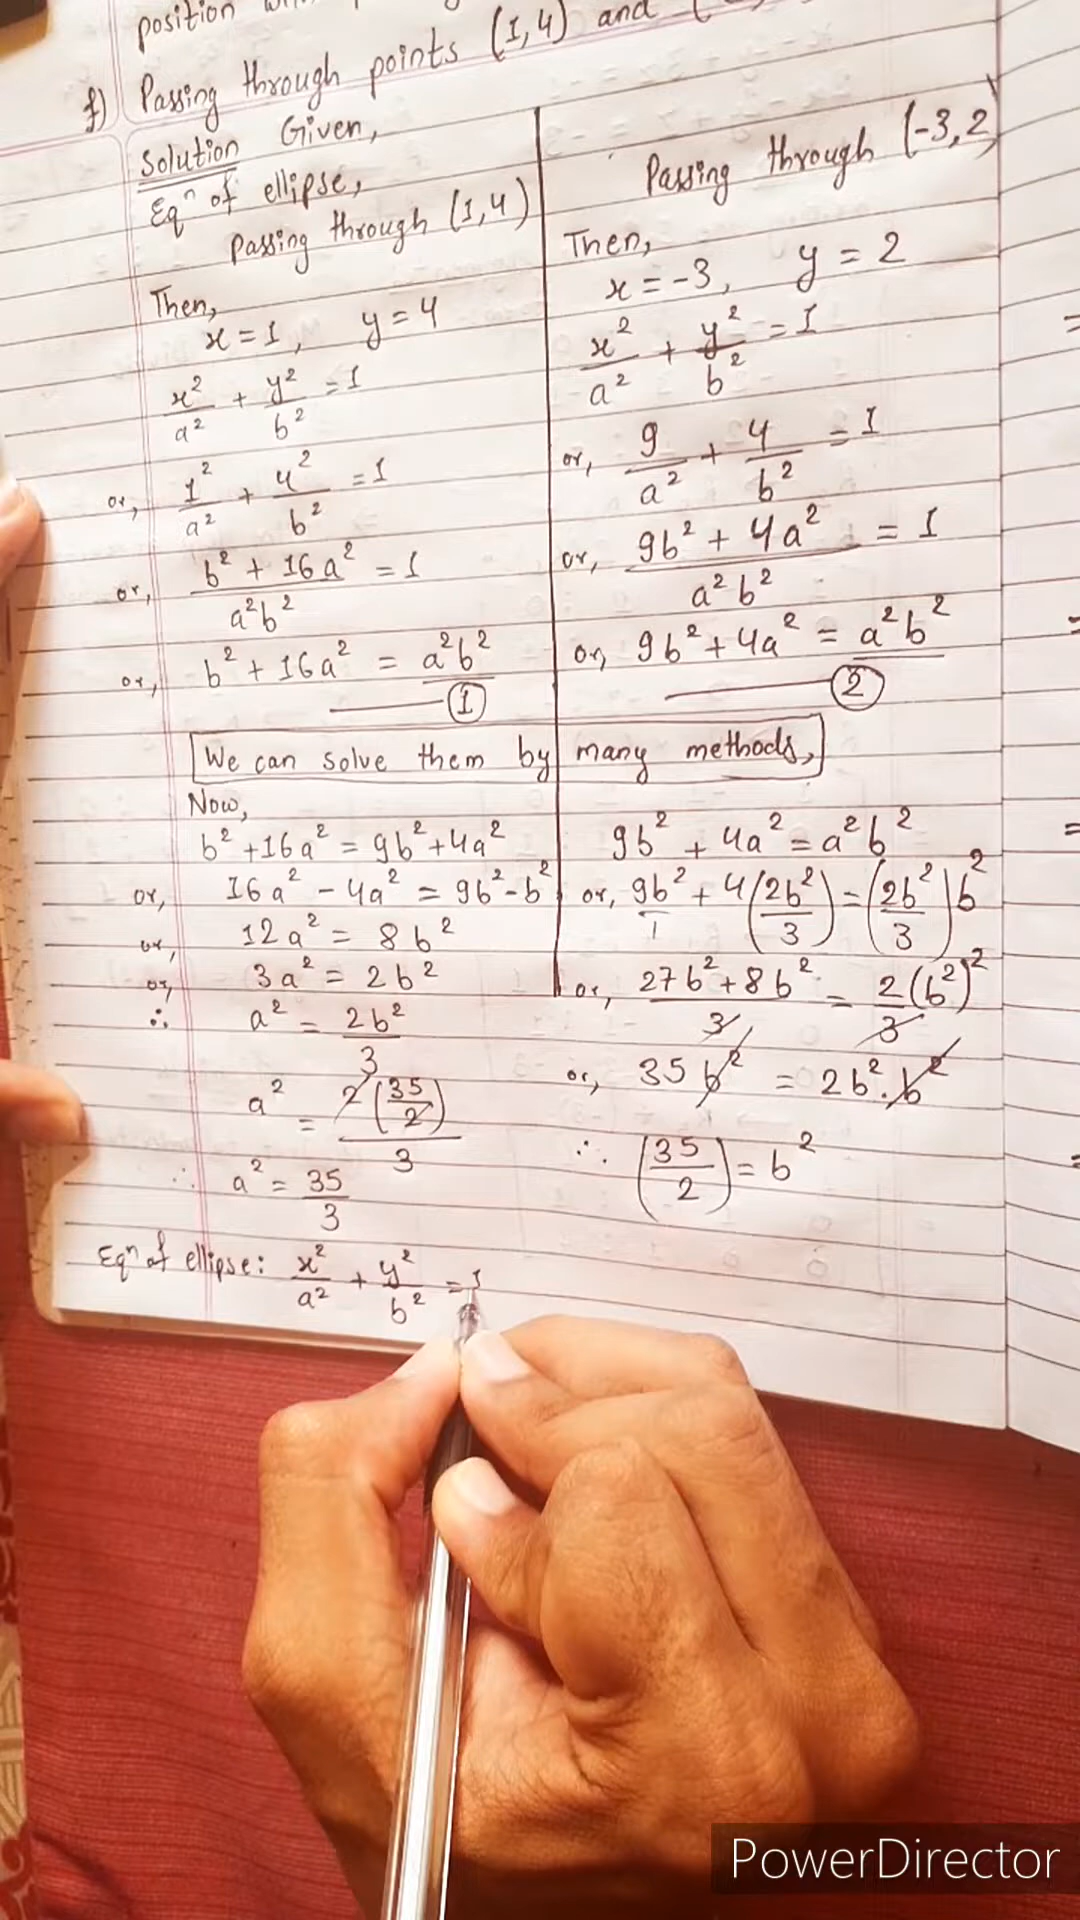 position
f) Passing through points (1,4) and
Solution Given,
Eqⁿ of ellipse,
passing through (1,4)
Then,
x = 1, y = 4
x²/a² + y²/b² = 1
or, 1²/a² + 4²/b² = 1
or, (b² + 16a²)/a²b² = 1
or, b² + 16a² = a²b² ——— ①
Passing through (-3,2)
Then,
x = -3, y = 2
x²/a² + y²/b² = 1
or, 9/a² + 4/b² = 1
or, (9b² + 4a²)/a²b² = 1
or, 9b² + 4a² = a²b²
——— ②
We can solve them by many methods,
Now,
b² + 16a² = 9b² + 4a²
or, 16a² - 4a² = 9b² - b²
or, 12a² = 8b²
or, 3a² = 2b²
∴ a² = 2b²/3
a² = 2(35/2)/3
∴ a² = 35/3
9b² + 4a² = a²b²
or, 9b²/1 + 4(2b²/3) = (2b²/3)b²
or, (27b² + 8b²)/3 = 2(b²)²/3
or, 35b² = 2b².b²
∴ (35/2) = b²
Eqⁿ of ellipse: x²/a² + y²/b² = 1
PowerDirector